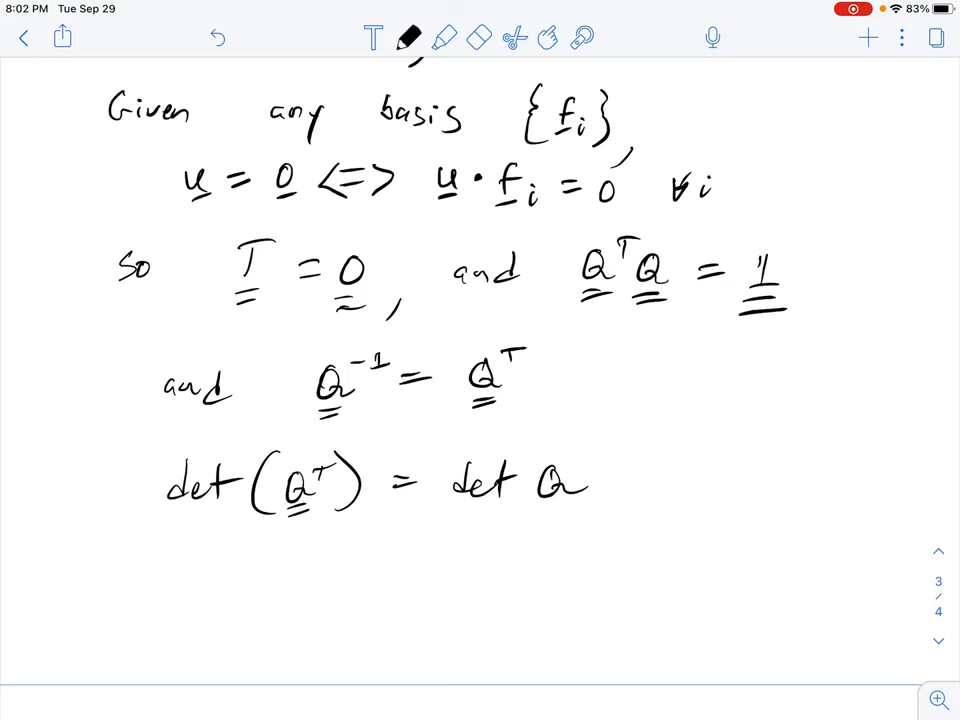 8:02 PM Tue Sep 29 83%
Given any basis {f_i},
u = 0 <=> u · f_i = 0 ∀i
So T = 0, and Q^T Q = 1
and Q^-1 = Q^T
det(Q^T) = det Q
3
/
4